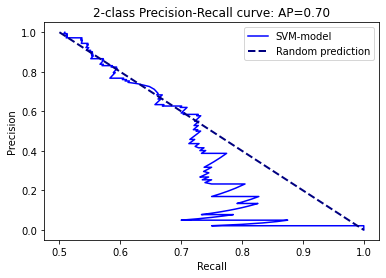 2-class Precision-Recall curve: AP=0.70
SVM-model
Random prediction
Precision
1.0
0.8
0.6
0.4
0.2
0.0
0.5 0.6 0.7 0.8 0.9 1.0
Recall